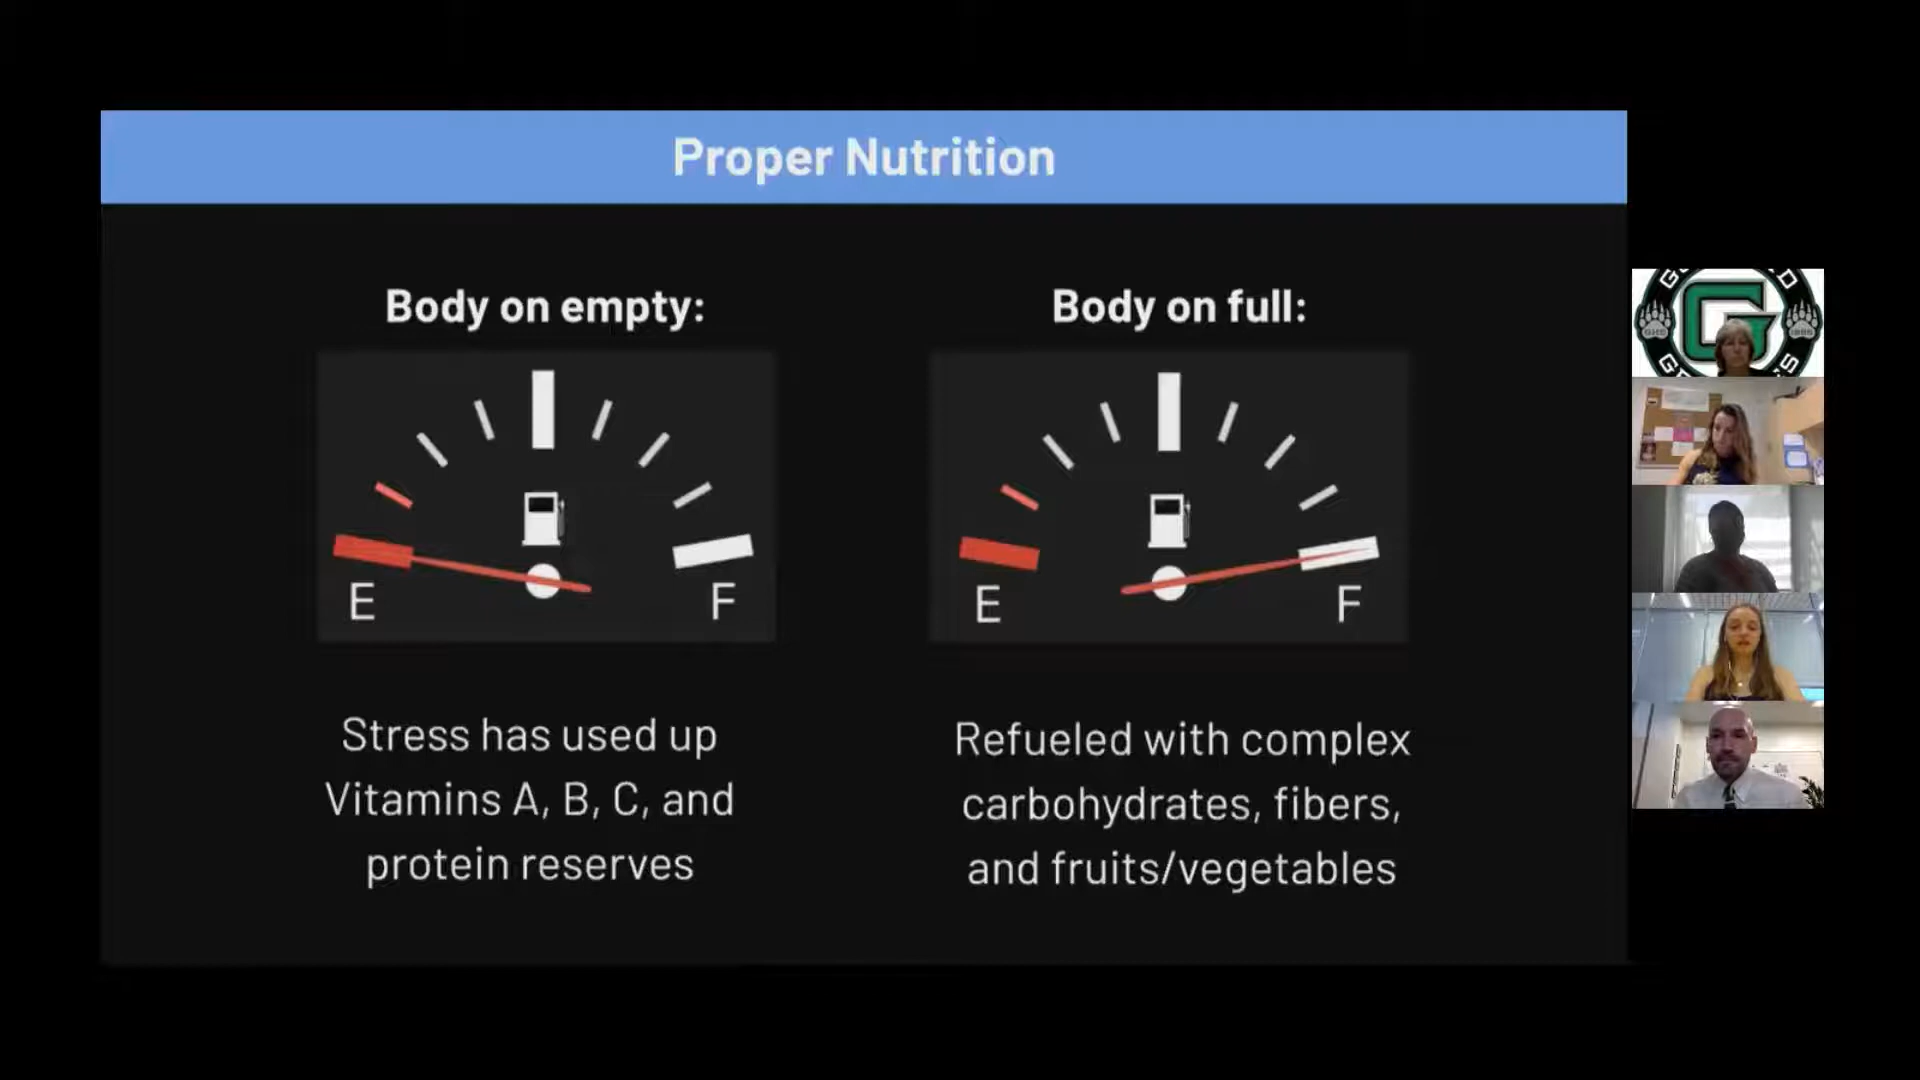 Proper Nutrition
Body on empty:
Body on full:
E
F
E
F
Stress has used up
Vitamins A, B, C, and
protein reserves
Refueled with complex
carbohydrates, fibers,
and fruits/vegetables
G
GHS